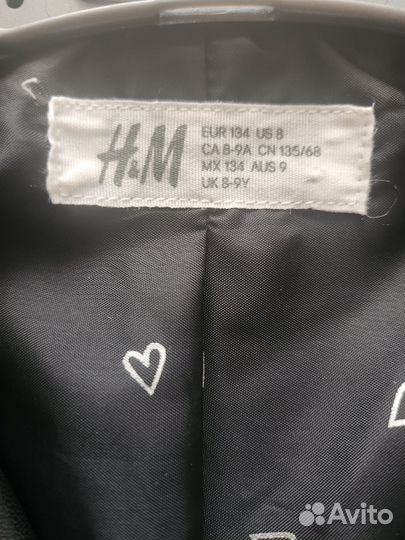 H&M
EUR 134 US 8
CA 8-9A CN 135/68
MX 134 AUS 9
UK 8-9Y
Avito